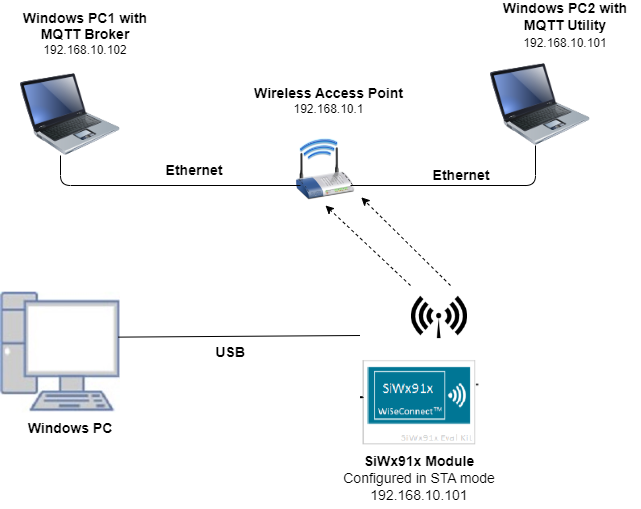 Windows PC1 with
MQTT Broker
192.168.10.102
Windows PC2 with
MQTT Utility
192.168.10.101
Wireless Access Point
192.168.10.1
Ethernet
Ethernet
USB
Windows PC
SiWx91x
WiSeConnect™
SiWx91x Eval Kit
SiWx91x Module
Configured in STA mode
192.168.10.101